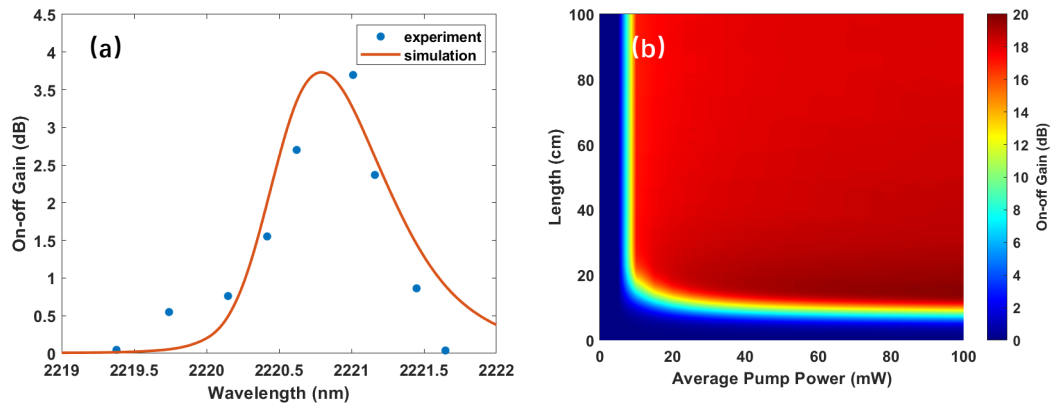 (a)
experiment
simulation
4.5
4
3.5
3
2.5
2
1.5
1
0.5
0
On-off Gain (dB)
2219 2219.5 2220 2220.5 2221 2221.5 2222
Wavelength (nm)
(b)
100
80
60
40
20
0
Length (cm)
0 20 40 60 80 100
Average Pump Power (mW)
20
18
16
14
12
10
8
6
4
2
0
On-off Gain (dB)